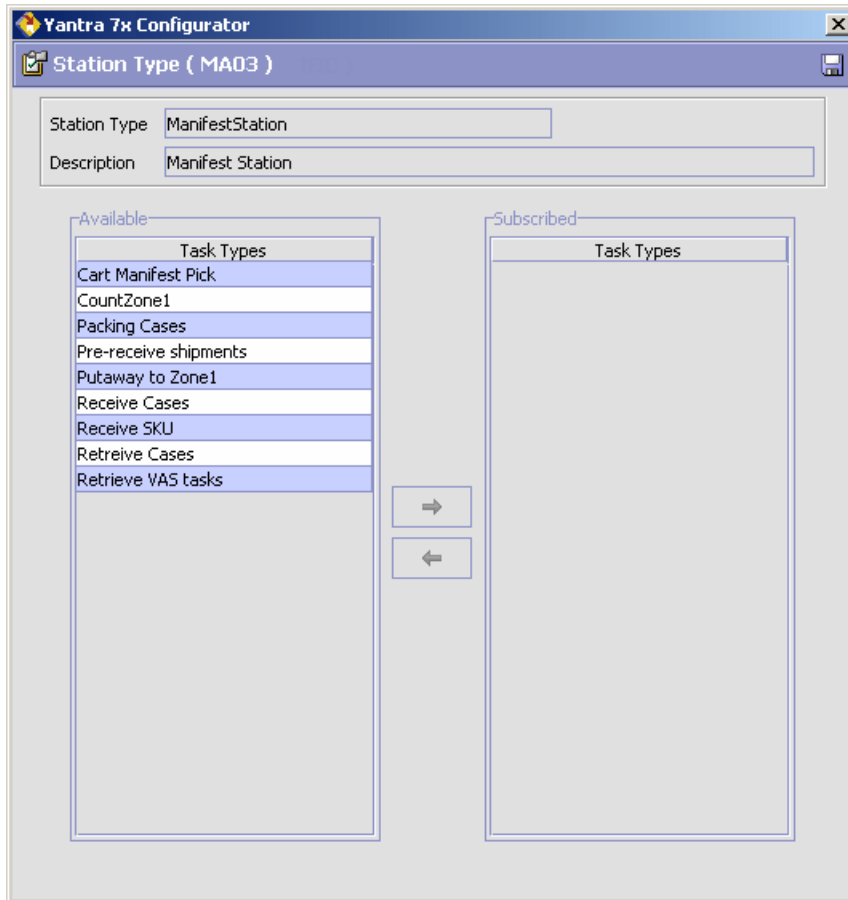 Yantra 7x Configurator
Station Type ( MA03 )
Station Type ManifestStation
Description Manifest Station
Available
Task Types
Cart Manifest Pick
CountZone1
Packing Cases
Pre-receive shipments
Putaway to Zone1
Receive Cases
Receive SKU
Retreive Cases
Retrieve VAS tasks
Subscribed
Task Types